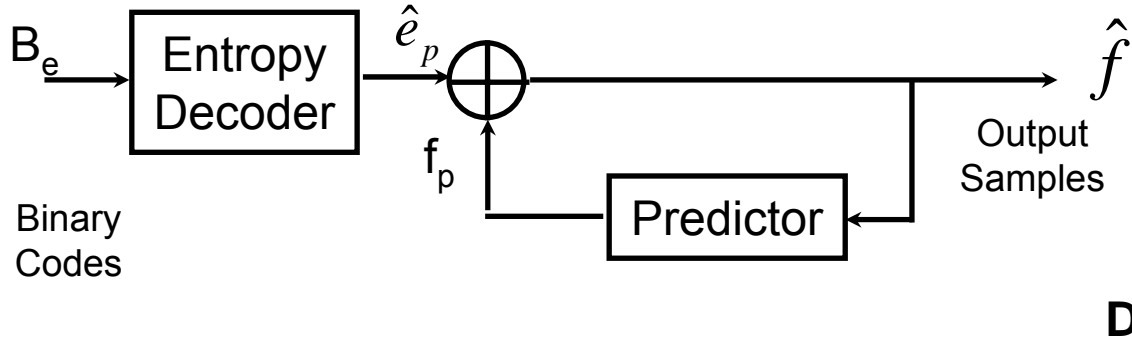 B_e
Entropy
Decoder
ê_p
f̂
f_p
Output
Samples
Predictor
Binary
Codes
D